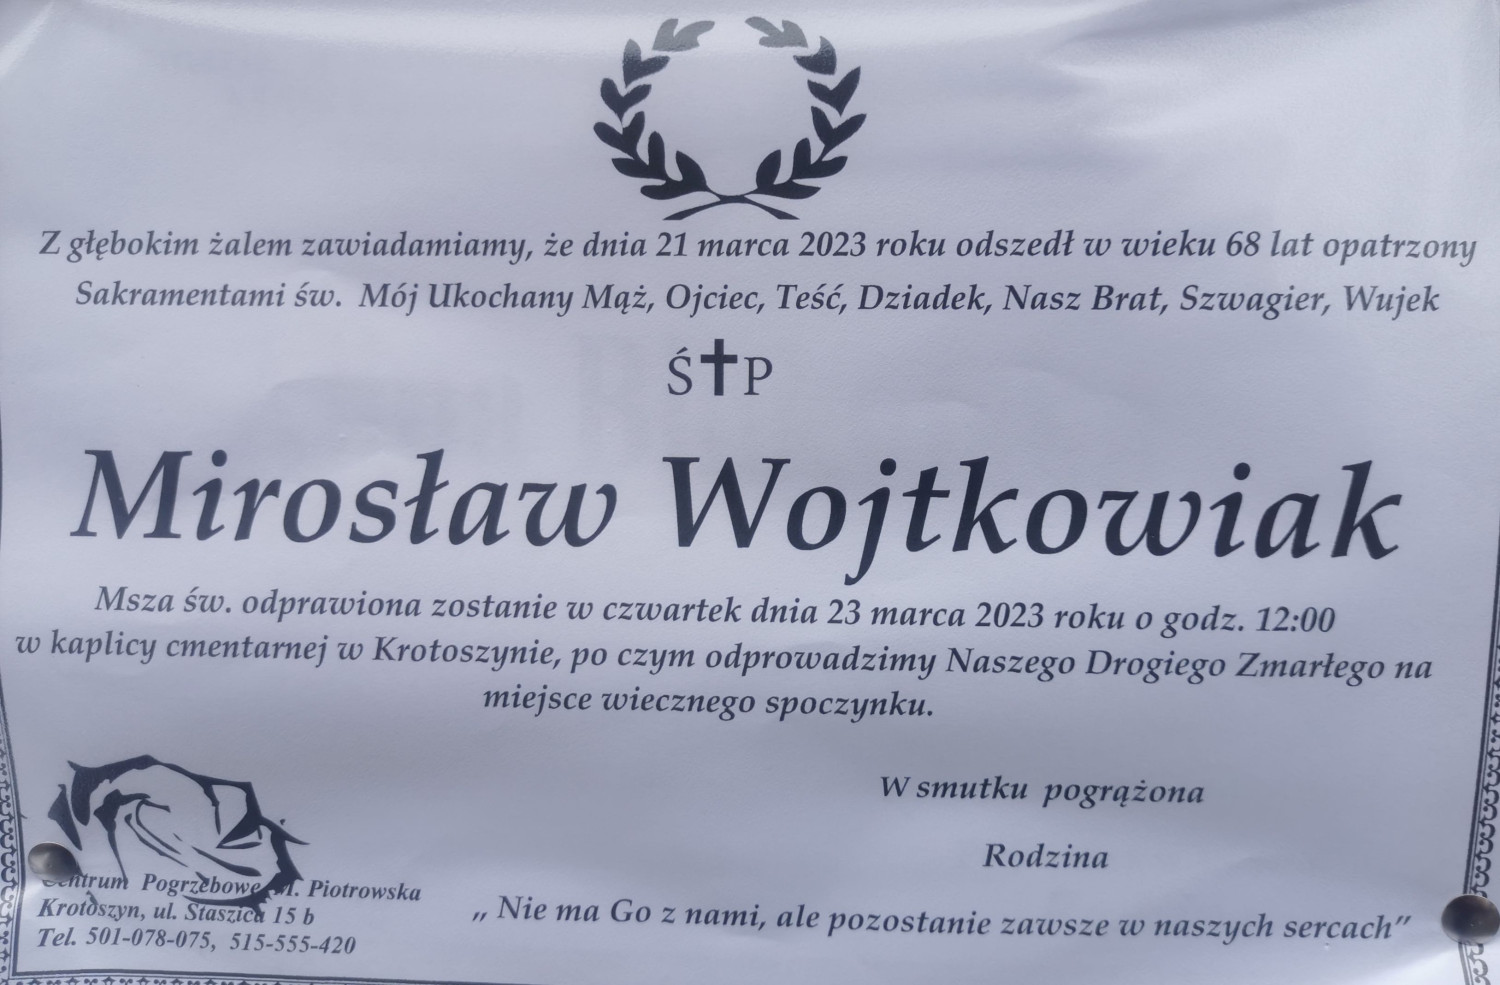 Z głębokim żalem zawiadamiamy, że dnia 21 marca 2023 roku odszedł w wieku 68 lat opatrzony
Sakramentami św. Mój Ukochany Mąż, Ojciec, Teść, Dziadek, Nasz Brat, Szwagier, Wujek
Ś✝P
Mirosław Wojtkowiak
Msza św. odprawiona zostanie w czwartek dnia 23 marca 2023 roku o godz. 12:00
w kaplicy cmentarnej w Krotoszynie, po czym odprowadzimy Naszego Drogiego Zmarłego na
miejsce wiecznego spoczynku.
W smutku pogrążona
Rodzina
„ Nie ma Go z nami, ale pozostanie zawsze w naszych sercach”
Centrum Pogrzebowe M. Piotrowska
Krotoszyn, ul. Staszica 15 b
Tel. 501-078-075, 515-555-420